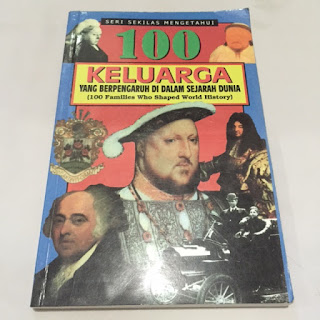 SERI SEKILAS MENGETAHUI
100
KELUARGA
YANG BERPENGARUH DI DALAM SEJARAH DUNIA
(100 Families Who Shaped World History)